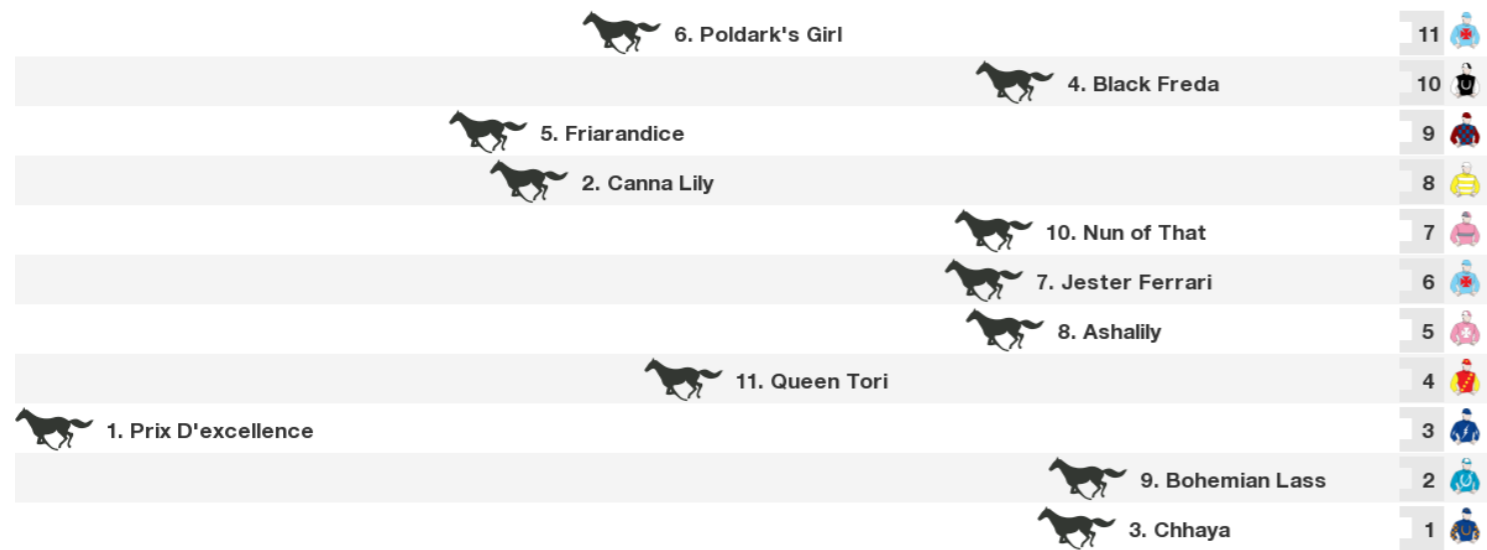 6. Poldark's Girl 11
4. Black Freda 10
5. Friarandice 9
2. Canna Lily 8
10. Nun of That 7
7. Jester Ferrari 6
8. Ashalily 5
11. Queen Tori 4
1. Prix D'excellence 3
9. Bohemian Lass 2
3. Chhaya 1